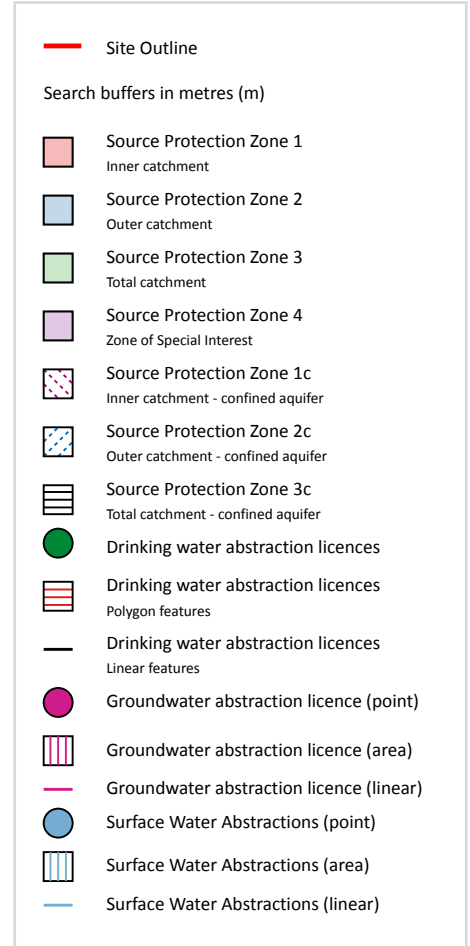 Site Outline
Search buffers in metres (m)
Source Protection Zone 1
Inner catchment
Source Protection Zone 2
Outer catchment
Source Protection Zone 3
Total catchment
Source Protection Zone 4
Zone of Special Interest
Source Protection Zone 1c
Inner catchment - confined aquifer
Source Protection Zone 2c
Outer catchment - confined aquifer
Source Protection Zone 3c
Total catchment - confined aquifer
Drinking water abstraction licences
Drinking water abstraction licences
Polygon features
Drinking water abstraction licences
Linear features
Groundwater abstraction licence (point)
Groundwater abstraction licence (area)
Groundwater abstraction licence (linear)
Surface Water Abstractions (point)
Surface Water Abstractions (area)
Surface Water Abstractions (linear)